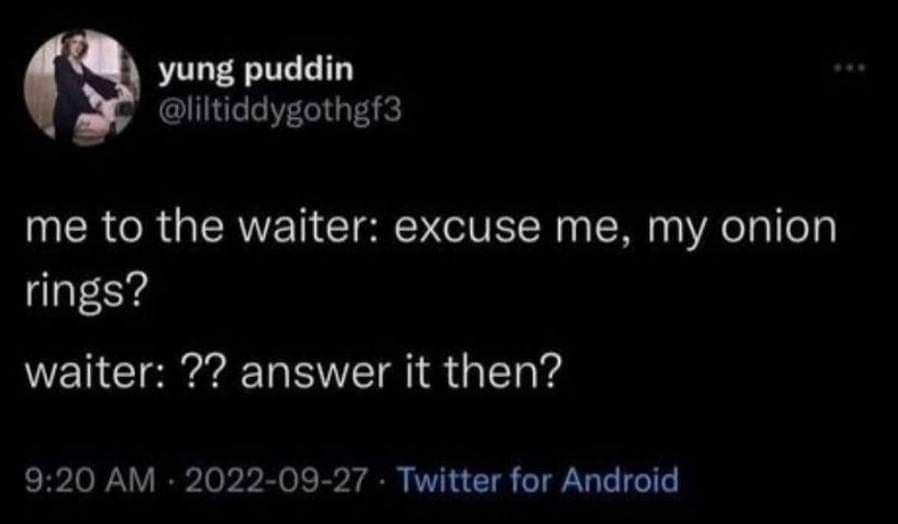 yung puddin
@liltiddygothgf3
me to the waiter: excuse me, my onion
rings?
waiter: ?? answer it then?
9:20 AM · 2022-09-27 · Twitter for Android